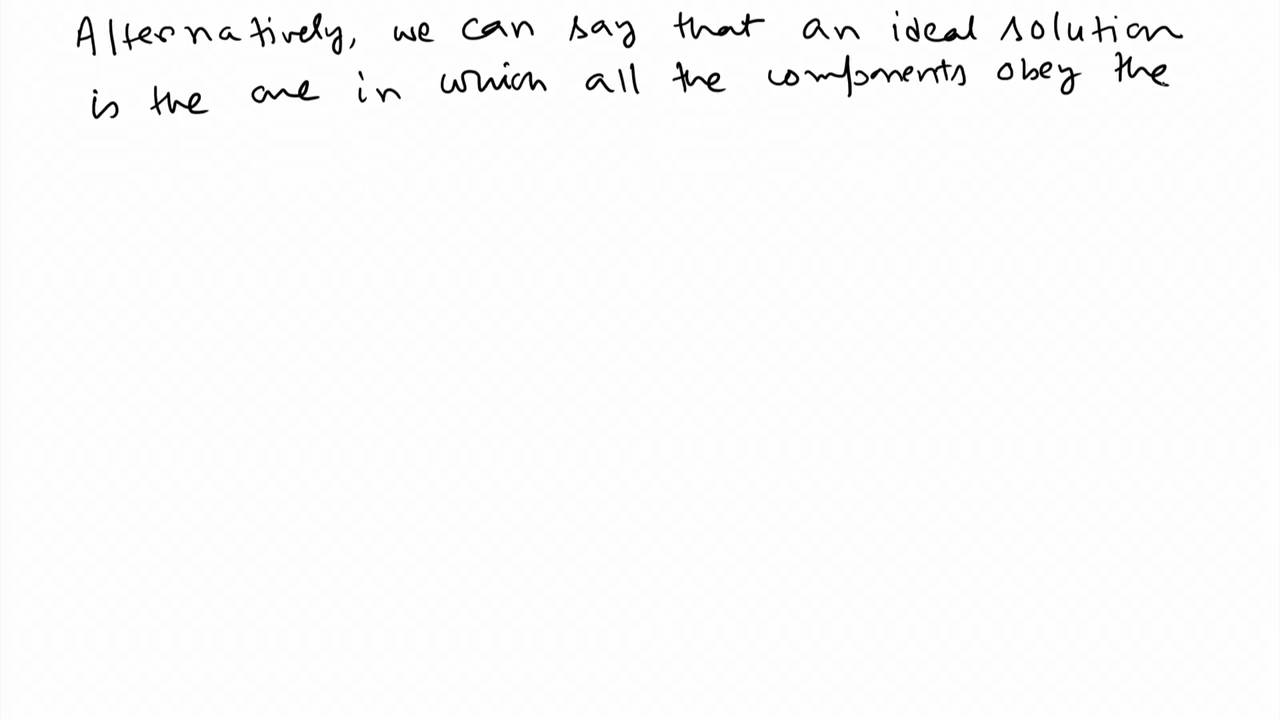 Alternatively, we can say that an ideal solution
is the one in which all the components obey the